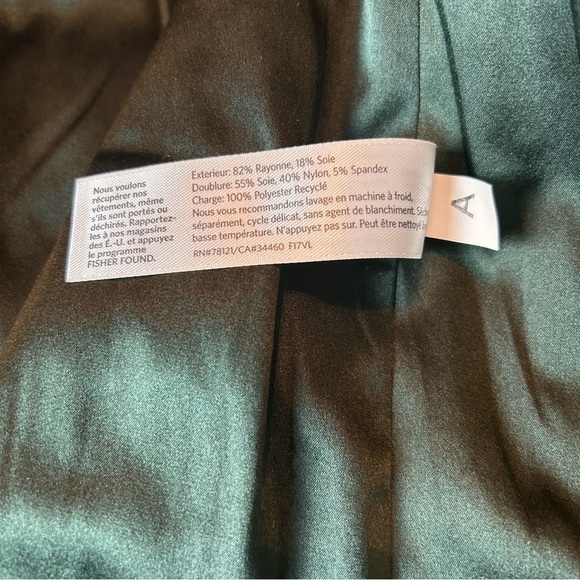 Nous voulons
récupérer nos
vêtements, même
s'ils sont portés ou
déchirés. Rapportez-
les à nos magasins
des É.-U. et appuyez
le programme
FISHER FOUND.
Exterieur: 82% Rayonne, 18% Soie
Doublure: 55% Soie, 40% Nylon, 5% Spandex
Charge: 100% Polyester Recyclé
Nous vous recommandons lavage en machine à froid,
séparément, cycle délicat, sans agent de blanchiment.
basse température. N'appuyez pas sur. Peut être nettoyé
RN#78121/CA#34460 F17VL
A